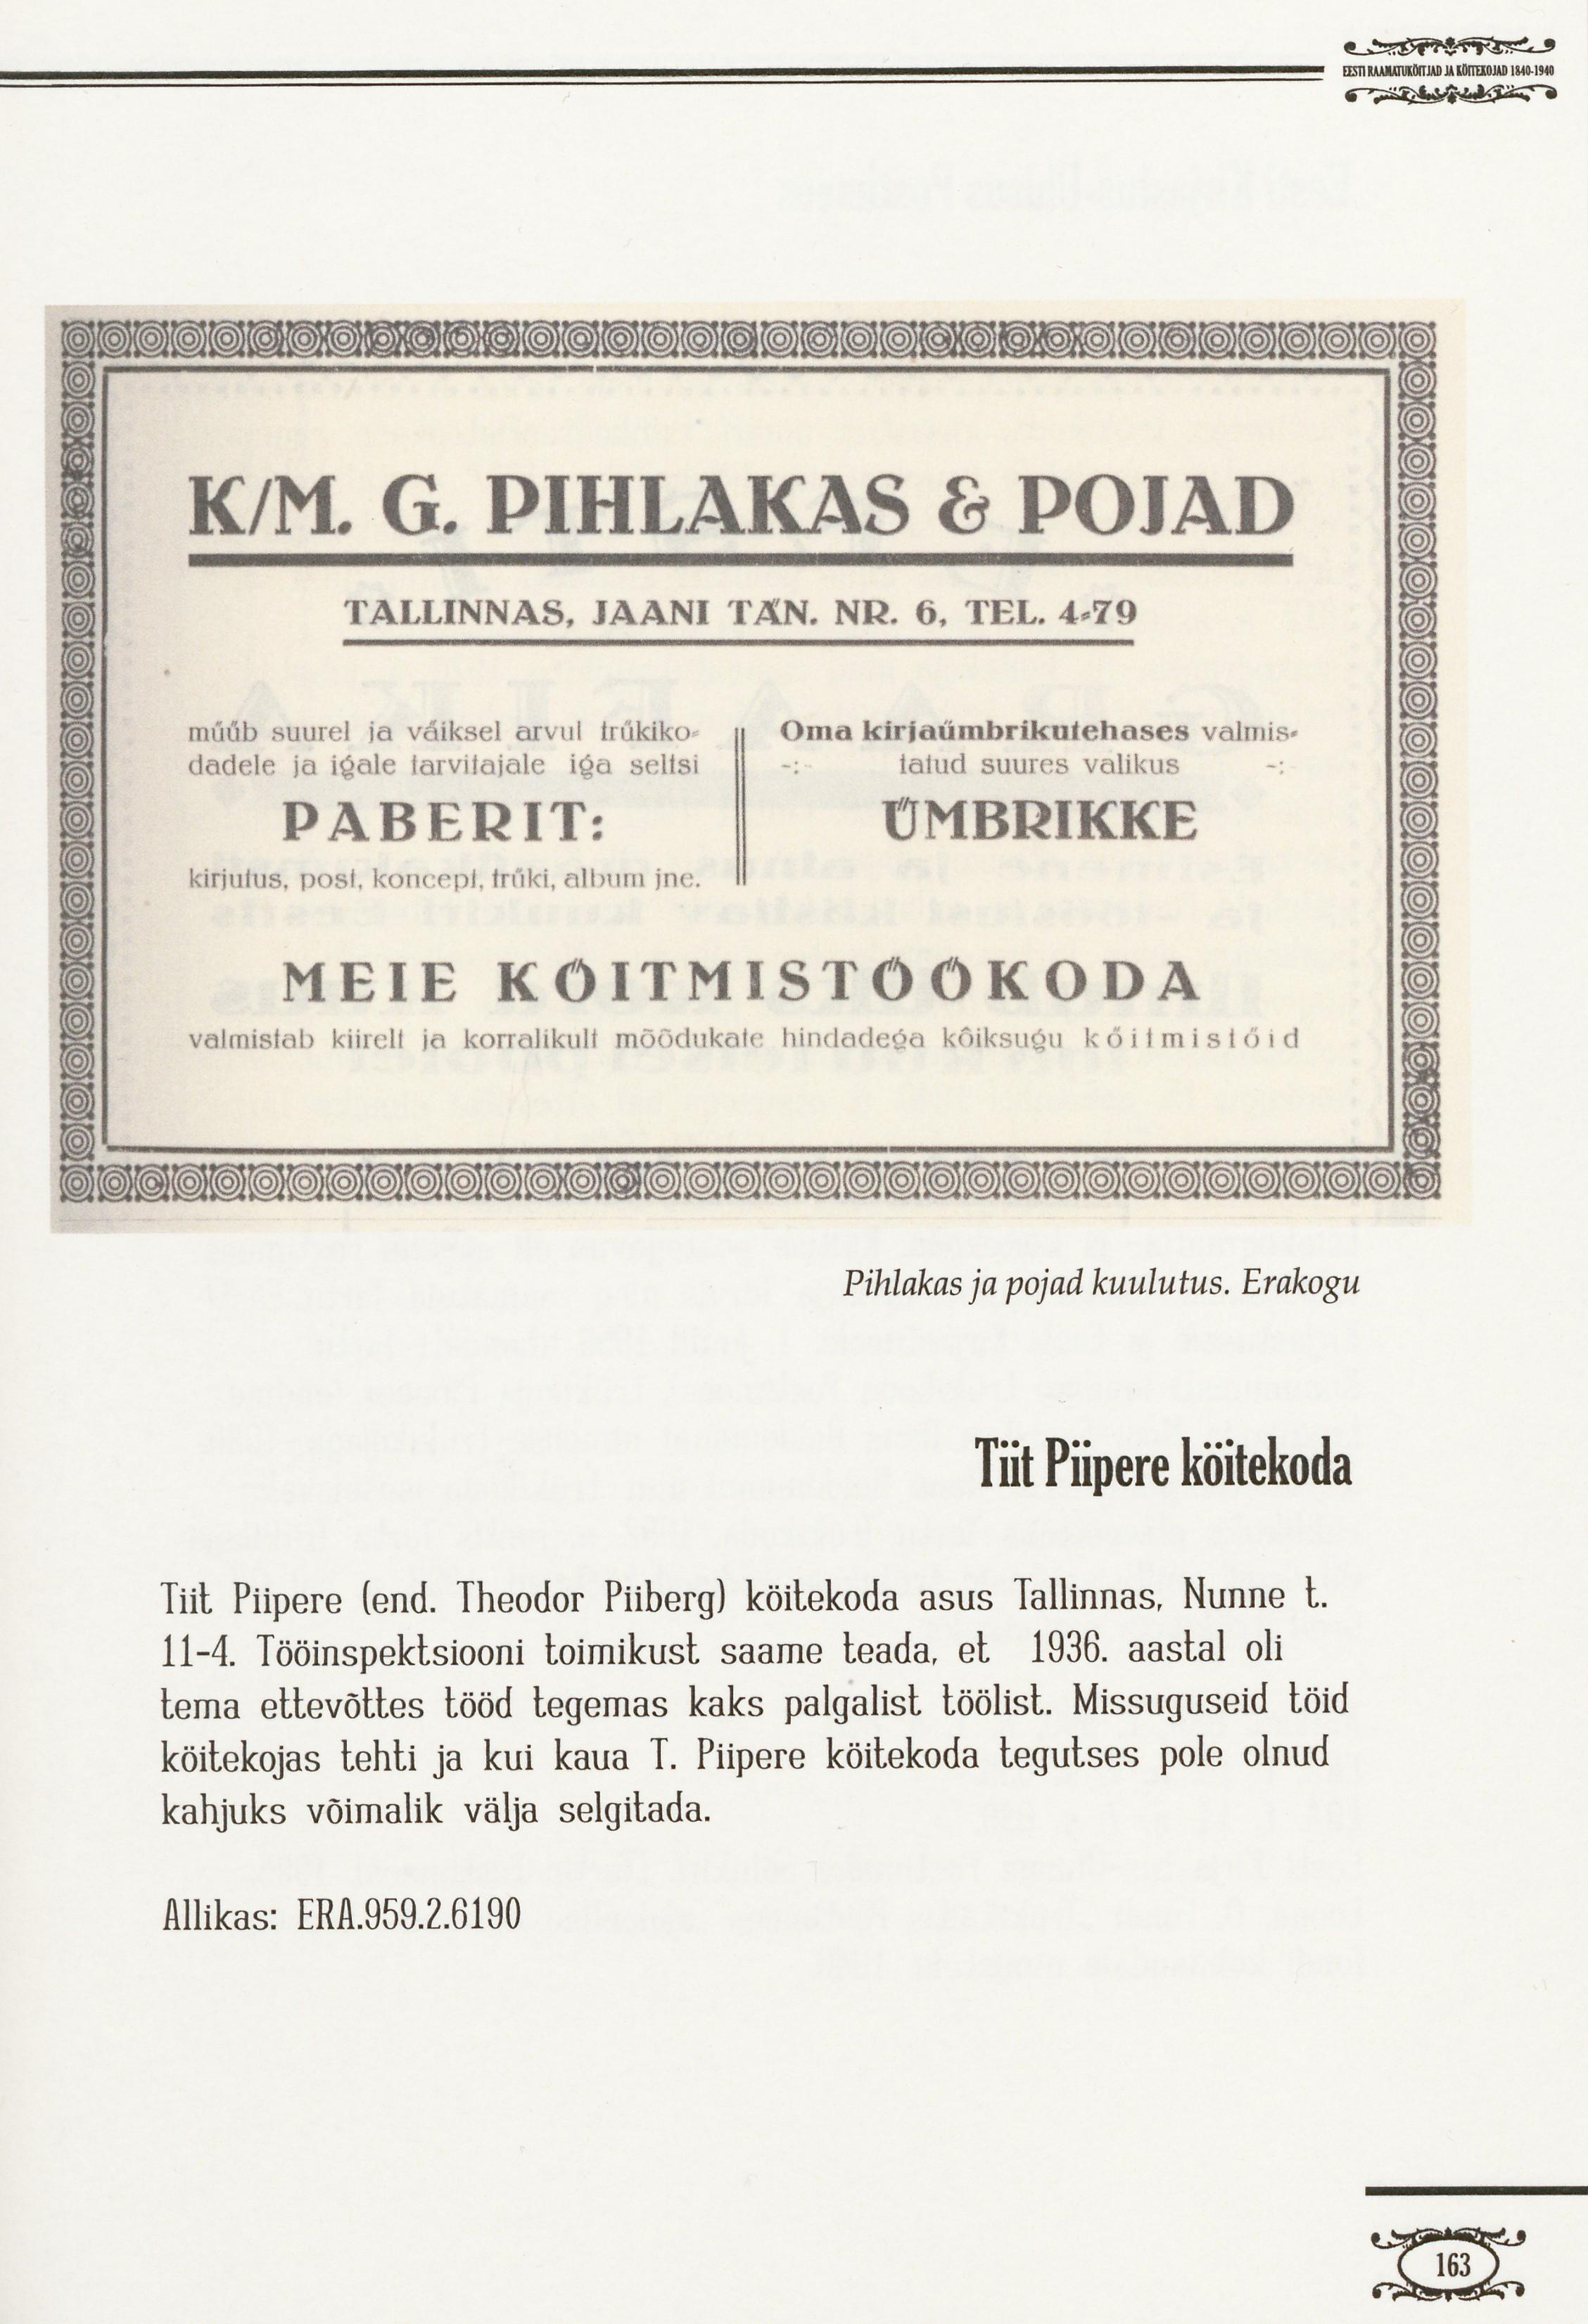 EESTI RAAMATUKÖITJAD JA KÖITEKOJAD 1840-1940
K/M. G. PIHLAKAS & POJAD
TALLINNAS, JAANI TÄN. NR. 6, TEL. 4-79
müüb suurel ja väiksel arvul trükiko-
dadele ja igale tarvitajale iga seltsi
PABERIT:
kirjutus, post, koncept, trüki, album jne.
Oma kirjaümbrikutehases valmis-
-:- tatud suures valikus -:
ÜMBRIKKE
MEIE KÖITMISTÖÖKODA
valmistab kiirelt ja korralikult mõõdukate hindadega kõiksugu köitmistöid
Pihlakas ja pojad kuulutus. Erakogu
Tiit Piipere köitekoda
Tiit Piipere (end. Theodor Piiberg) köitekoda asus Tallinnas, Nunne t.
11-4. Tööinspektsiooni toimikust saame teada, et 1936. aastal oli
tema ettevõttes tööd tegemas kaks palgalist töölist. Missuguseid töid
köitekojas tehti ja kui kaua T. Piipere köitekoda tegutses pole olnud
kahjuks võimalik välja selgitada.
Allikas: ERA.959.2.6190
163